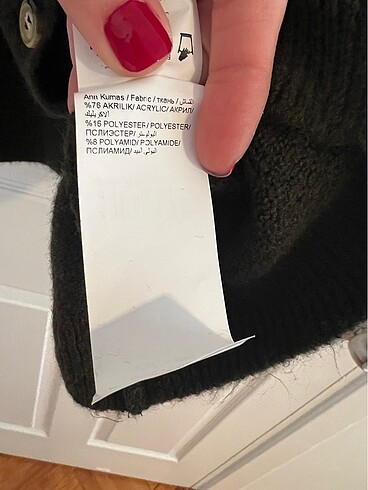 Ana Kumaş / Fabric / ткань / القماش
%76 AKRİLİK/ ACRYLIC/ АКРИЛ/
أكريليك
%16 POLYESTER/ POLYESTER/
ПОЛИЭСТЕР/ البوليستر
%8 POLYAMID/ POLYAMIDE/
ПОЛИАМИД/ البولي أميد